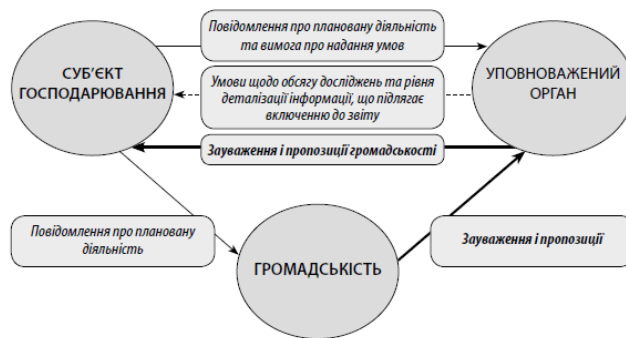 Повідомлення про плановану діяльність
та вимога про надання умов
СУБ'ЄКТ
ГОСПОДАРЮВАННЯ
Умови щодо обсягу досліджень та рівня
деталізації інформації, що підлягає
включенню до звіту
УПОВНОВАЖЕНИЙ
ОРГАН
Зауваження і пропозиції громадськості
Повідомлення про плановану
діяльність
Зауваження і пропозиції
ГРОМАДСЬКІСТЬ